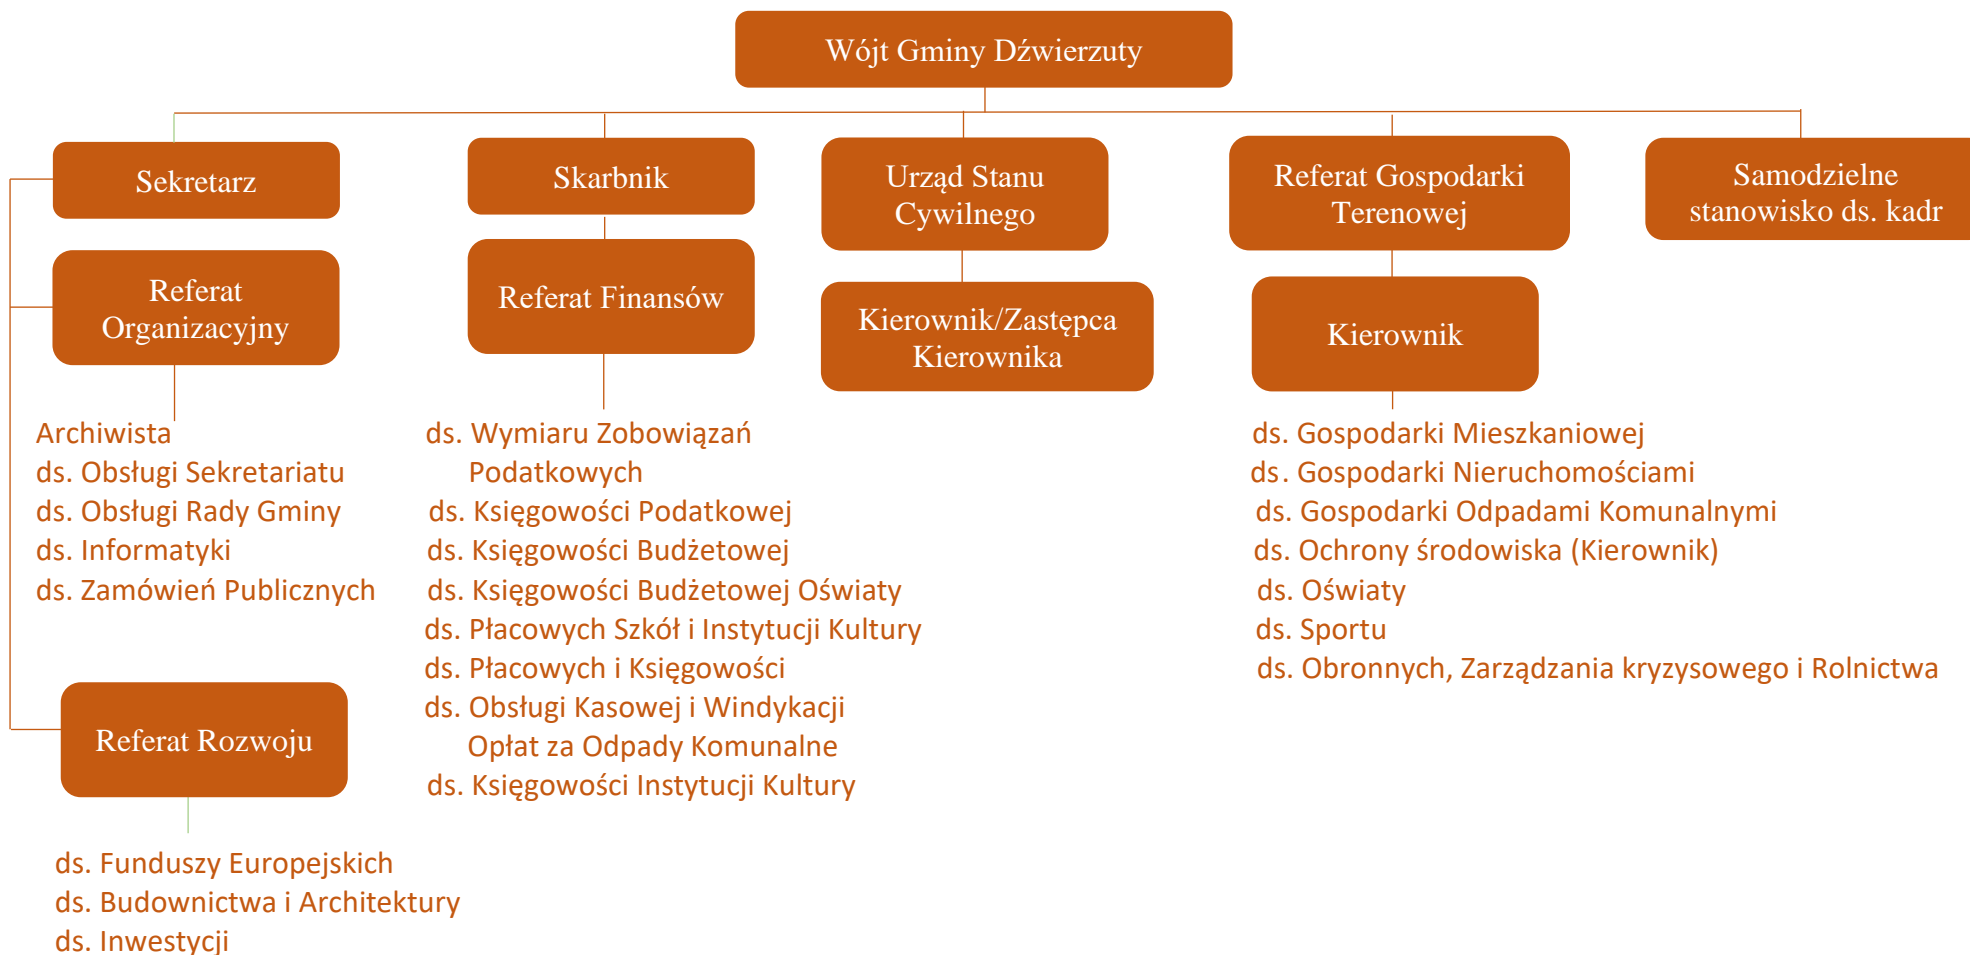 Wójt Gminy Dźwierzuty
Sekretarz
Skarbnik
Urząd Stanu
Cywilnego
Referat Gospodarki
Terenowej
Samodzielne
stanowisko ds. kadr
Referat
Organizacyjny
Referat Finansów
Kierownik/Zastępca
Kierownika
Kierownik
Archiwista
ds. Obsługi Sekretariatu
ds. Obsługi Rady Gminy
ds. Informatyki
ds. Zamówień Publicznych
ds. Wymiaru Zobowiązań
Podatkowych
ds. Księgowości Podatkowej
ds. Księgowości Budżetowej
ds. Księgowości Budżetowej Oświaty
ds. Płacowych Szkół i Instytucji Kultury
ds. Płacowych i Księgowości
ds. Obsługi Kasowej i Windykacji
Opłat za Odpady Komunalne
ds. Księgowości Instytucji Kultury
ds. Gospodarki Mieszkaniowej
ds. Gospodarki Nieruchomościami
ds. Gospodarki Odpadami Komunalnymi
ds. Ochrony środowiska (Kierownik)
ds. Oświaty
ds. Sportu
ds. Obronnych, Zarządzania kryzysowego i Rolnictwa
Referat Rozwoju
ds. Funduszy Europejskich
ds. Budownictwa i Architektury
ds. Inwestycji